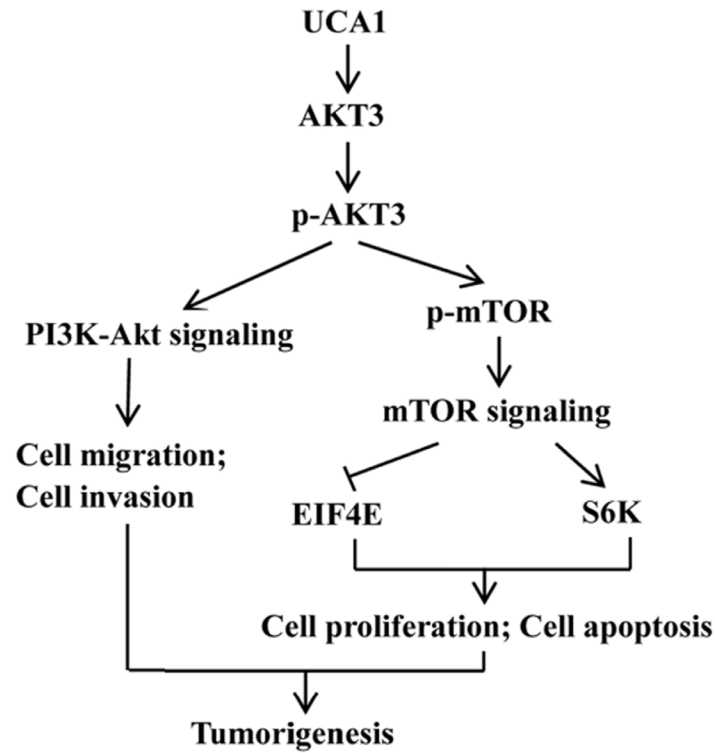 UCA1
AKT3
p-AKT3
PI3K-Akt signaling
p-mTOR
mTOR signaling
Cell migration;
Cell invasion
EIF4E
S6K
Cell proliferation; Cell apoptosis
Tumorigenesis